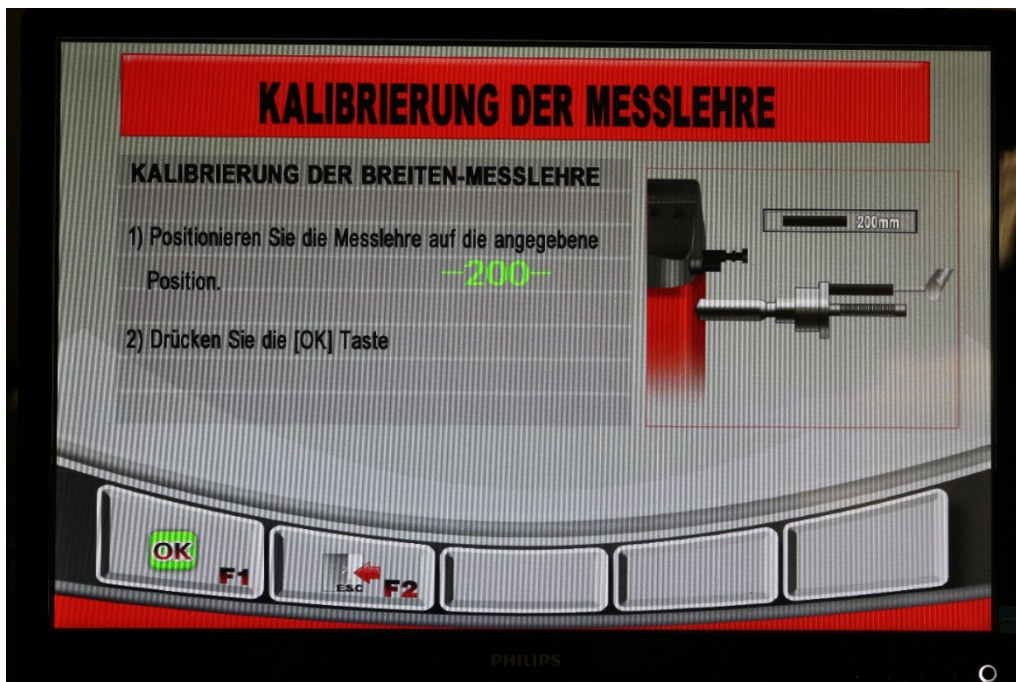 KALIBRIERUNG DER MESSLEHRE
KALIBRIERUNG DER BREITEN-MESSLEHRE
1) Positionieren Sie die Messlehre auf die angegebene
Position.
-200-
2) Drücken Sie die [OK] Taste
200mm
OK
F1
ESC
F2
PHILIPS